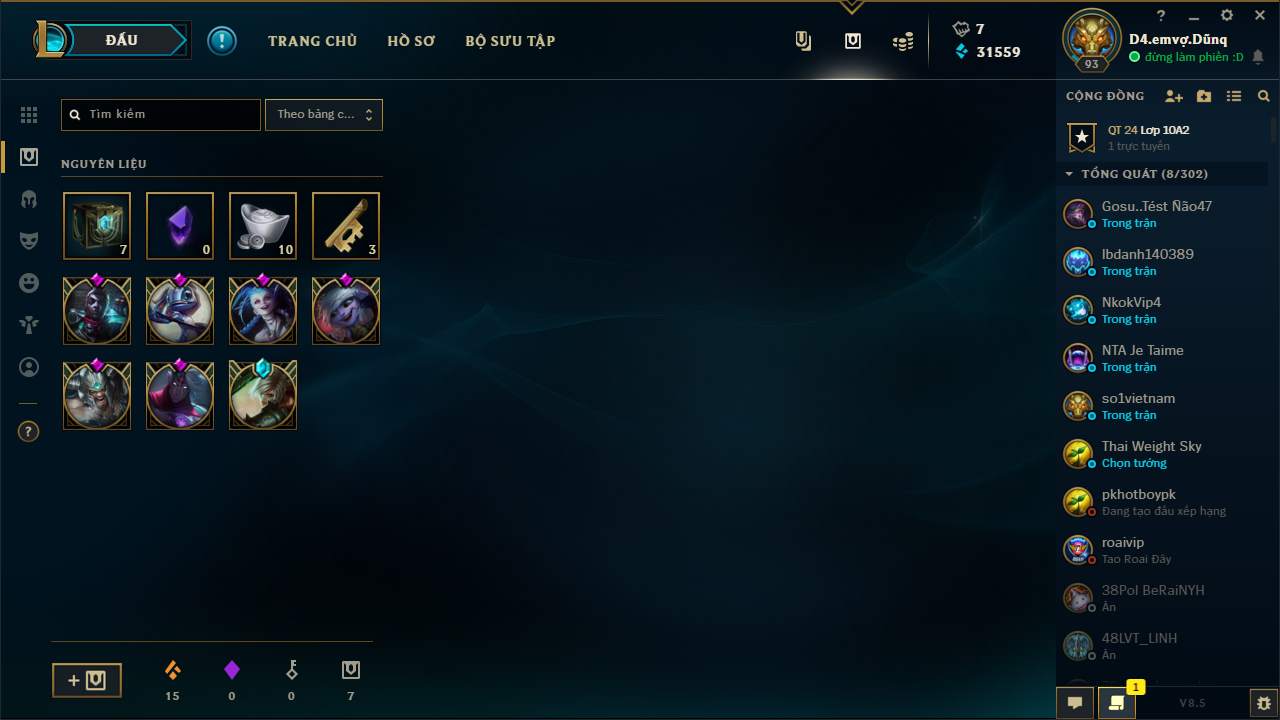 ĐẤU
TRANG CHỦ
HỒ SƠ
BỘ SƯU TẬP
7
31559
93
D4.emvợ.Dũnq
đừng làm phiền :D
Tìm kiếm
Theo bảng c...
NGUYÊN LIỆU
7
0
10
3
15
0
0
7
CỘNG ĐỒNG
QT 24 Lơp 10A2
1 trực tuyến
TỔNG QUÁT (8/302)
Gosu..Tést Ñão47
Trong trận
lbdanh140389
Trong trận
NkokVip4
Trong trận
NTA Je Taime
Trong trận
so1vietnam
Trong trận
Thai Weight Sky
Chọn tướng
pkhotboypk
Đang tạo đấu xếp hạng
roaivip
Tao Roai Đây
38Pol BeRaiNYH
Ẩn
48LVT_LINH
Ẩn
1
V8.5